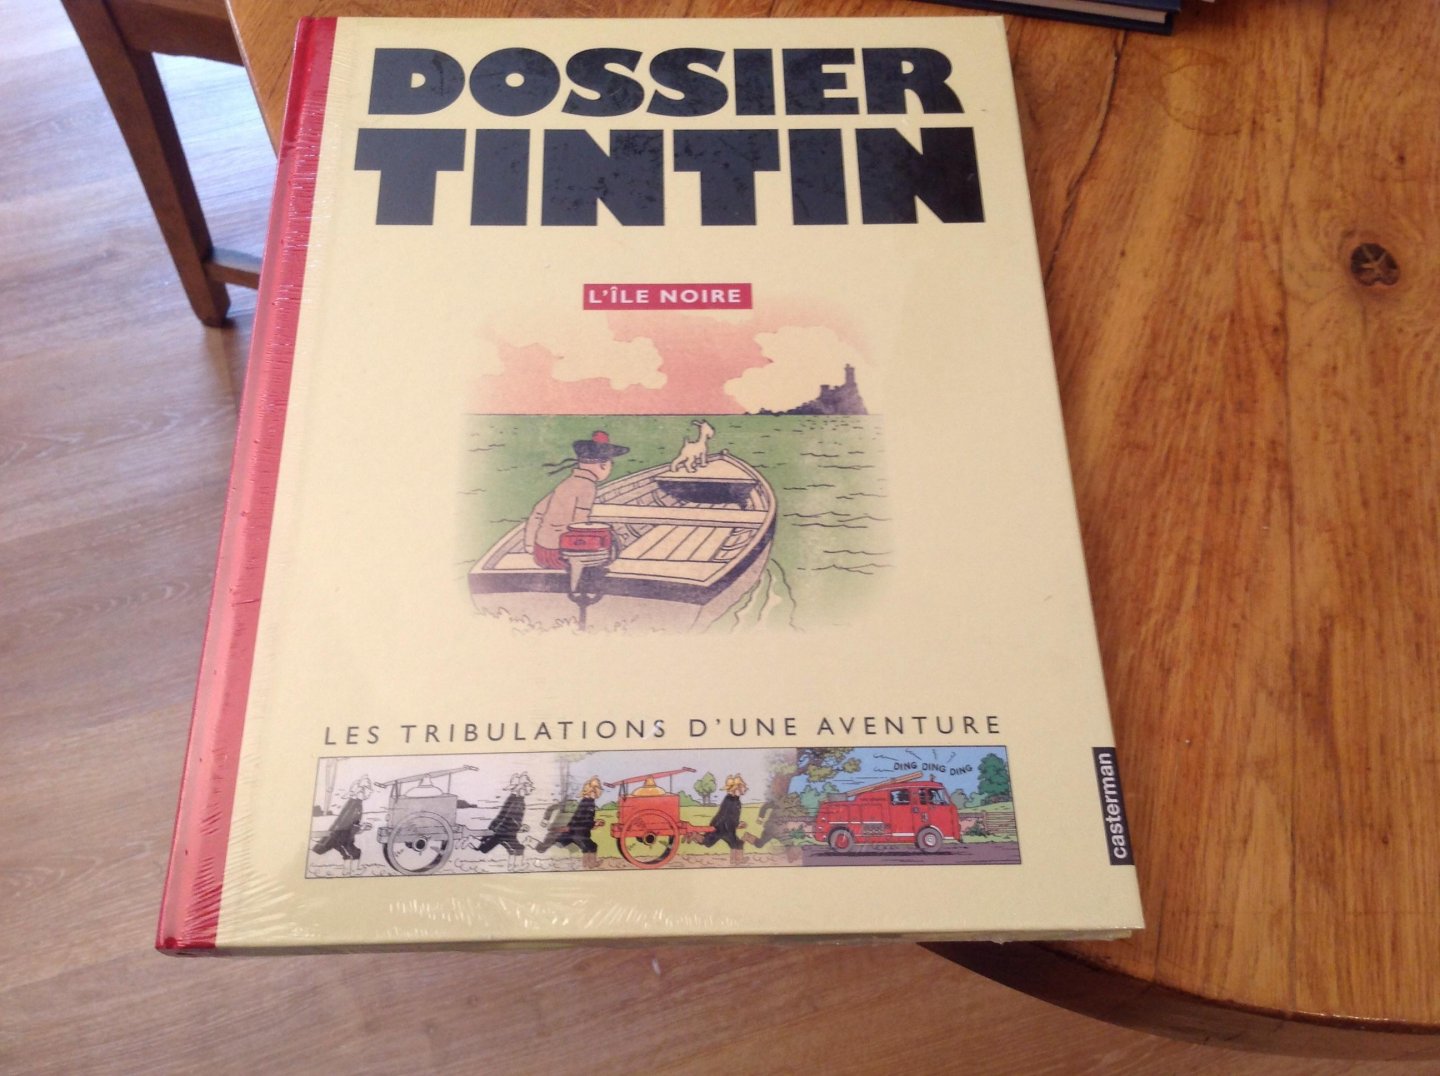 DOSSIER
TINTIN
L'ÎLE NOIRE
LES TRIBULATIONS D'UNE AVENTURE
DING DING DING
casterman